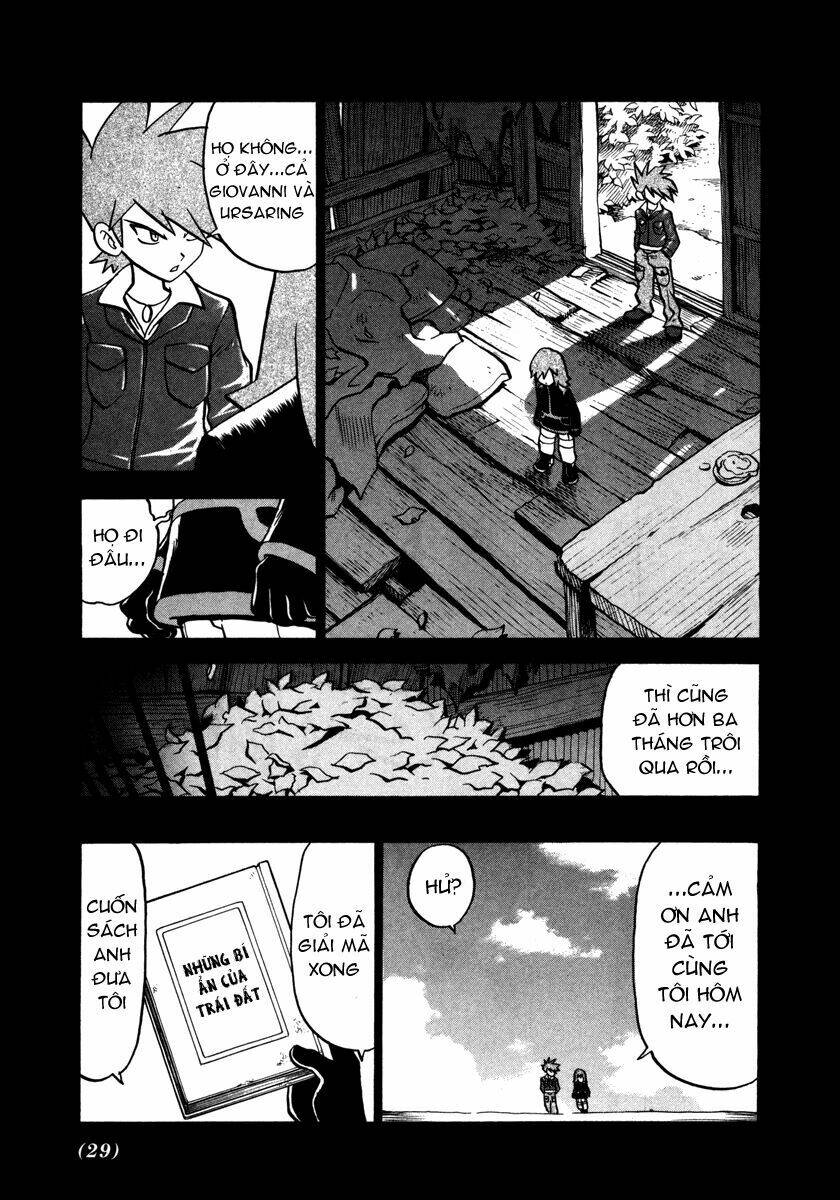 HỌ KHÔNG...
Ở ĐÂY...CẢ
GIOVANNI VÀ
URSARING
HỌ ĐI
ĐÂU...
THÌ CŨNG
ĐÃ HƠN BA
THÁNG TRÔI
QUA RỒI...
...CẢM
ƠN ANH
ĐÃ TỚI
CÙNG
TÔI HÔM
NAY...
HỬ?
TÔI ĐÃ
GIẢI MÃ
XONG
CUỐN
SÁCH
ANH
ĐƯA
TÔI
NHỮNG BÍ
ẨN CỦA
TRÁI ĐẤT
(29)